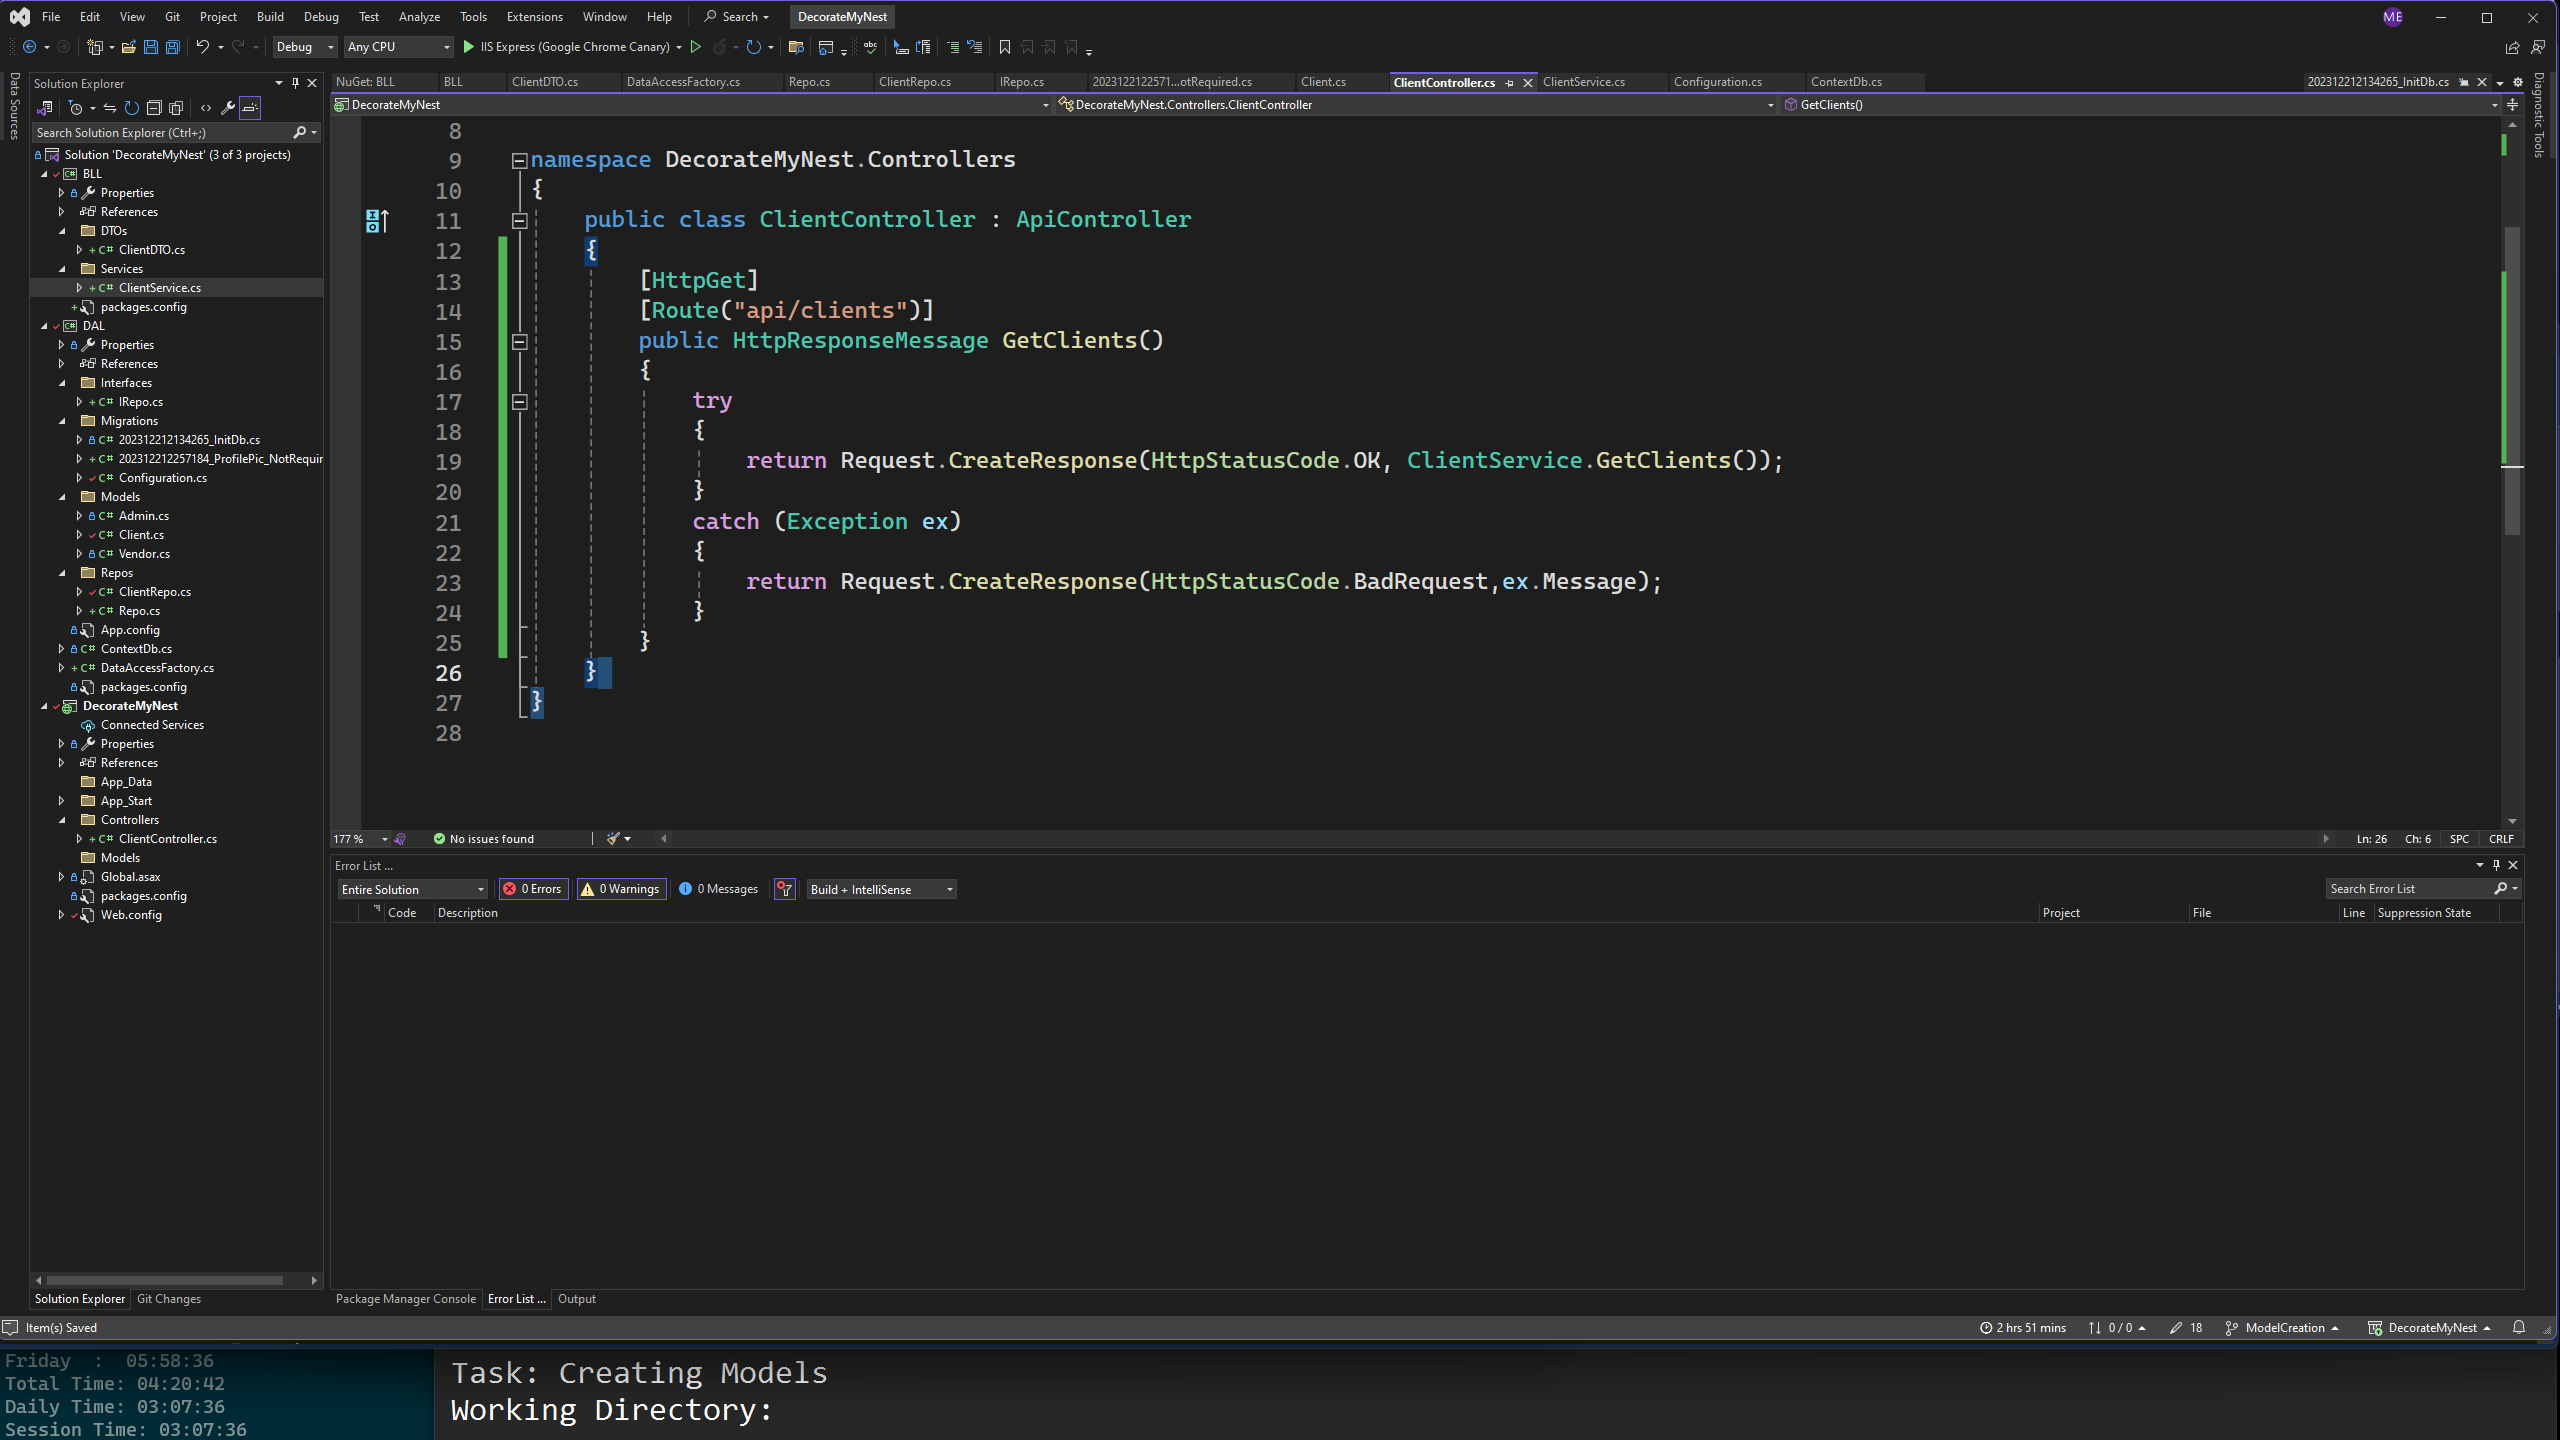 File Edit View Git Project Build Debug Test Analyze Tools Extensions Window Help Search DecorateMyNest ME
Debug Any CPU IIS Express (Google Chrome Canary)
Data Sources
Solution Explorer
Search Solution Explorer (Ctrl+;)
Solution 'DecorateMyNest' (3 of 3 projects)
BLL
Properties
References
DTOs
ClientDTO.cs
Services
ClientService.cs
packages.config
DAL
Properties
References
Interfaces
IRepo.cs
Migrations
202312212134265_InitDb.cs
202312212257184_ProfilePic_NotRequir
Configuration.cs
Models
Admin.cs
Client.cs
Vendor.cs
Repos
ClientRepo.cs
Repo.cs
App.config
ContextDb.cs
DataAccessFactory.cs
packages.config
DecorateMyNest
Connected Services
Properties
References
App_Data
App_Start
Controllers
ClientController.cs
Models
Global.asax
packages.config
Web.config
Solution Explorer Git Changes
NuGet: BLL BLL ClientDTO.cs DataAccessFactory.cs Repo.cs ClientRepo.cs IRepo.cs 2023122122571...otRequired.cs Client.cs ClientController.cs ClientService.cs Configuration.cs ContextDb.cs 202312212134265_InitDb.cs
DecorateMyNest DecorateMyNest.Controllers.ClientController GetClients()
8
9 namespace DecorateMyNest.Controllers
10 {
11 public class ClientController : ApiController
12 {
13 [HttpGet]
14 [Route("api/clients")]
15 public HttpResponseMessage GetClients()
16 {
17 try
18 {
19 return Request.CreateResponse(HttpStatusCode.OK, ClientService.GetClients());
20 }
21 catch (Exception ex)
22 {
23 return Request.CreateResponse(HttpStatusCode.BadRequest,ex.Message);
24 }
25 }
26 }
27 }
28
177 % No issues found Ln: 26 Ch: 6 SPC CRLF
Error List ...
Entire Solution 0 Errors 0 Warnings 0 Messages Build + IntelliSense Search Error List
Code Description Project File Line Suppression State
Package Manager Console Error List ... Output
Diagnostic Tools
Item(s) Saved 2 hrs 51 mins 0 / 0 18 ModelCreation DecorateMyNest
Friday : 05:58:36
Total Time: 04:20:42
Daily Time: 03:07:36
Session Time: 03:07:36
Task: Creating Models
Working Directory: